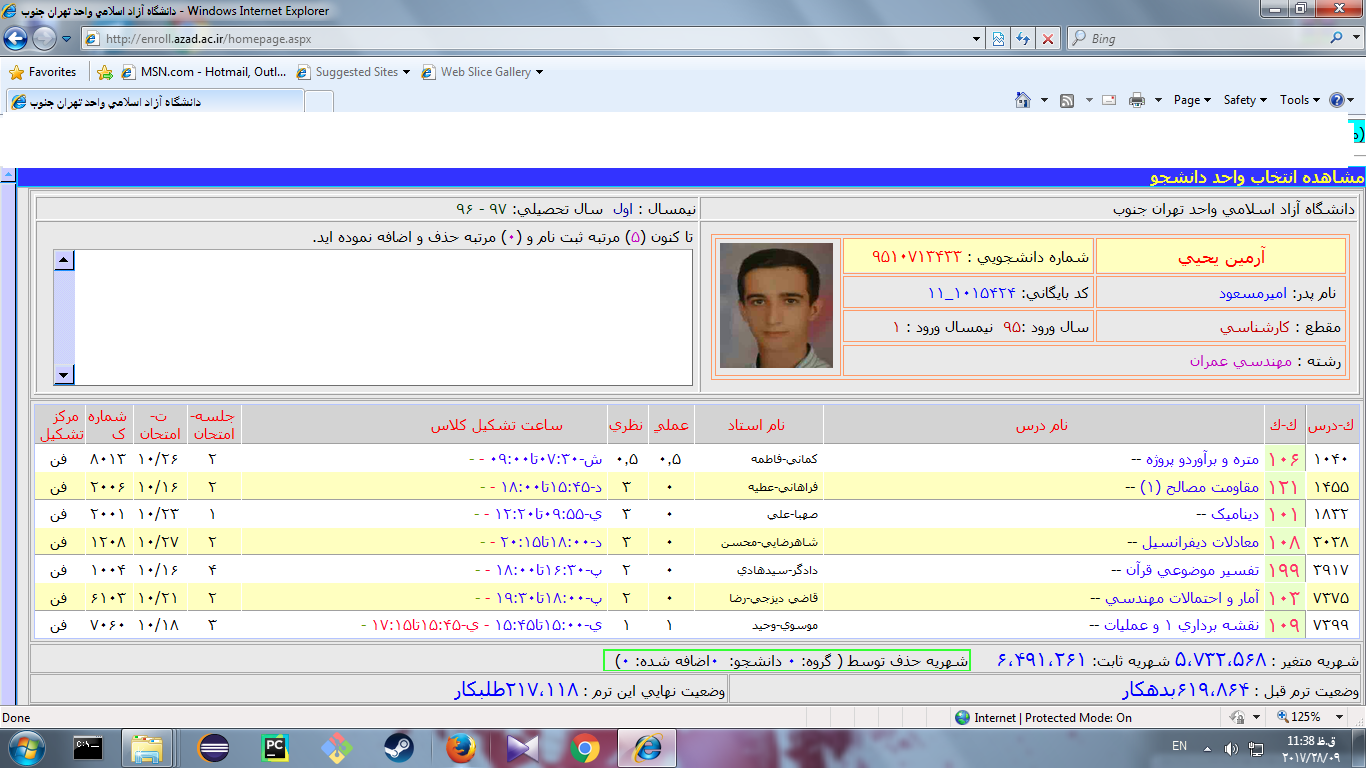 دانشگاه آزاد اسلامي واحد تهران جنوب - Windows Internet Explorer
http://enroll.azad.ac.ir/homepage.aspx
Bing
Favorites MSN.com - Hotmail, Outl... Suggested Sites Web Slice Gallery
دانشگاه آزاد اسلامي واحد تهران جنوب
Page Safety Tools
مشاهده انتخاب واحد دانشجو
دانشگاه آزاد اسلامي واحد تهران جنوب
نيمسال : اول سال تحصيلي: ۹۷ - ۹۶
تا کنون (۵) مرتبه ثبت نام و (۰) مرتبه حذف و اضافه نموده ايد.
آرمين يحيي شماره دانشجويي : ۹۵۱۰۷۱۳۴۳۳
نام پدر: اميرمسعود کد بايگاني: ۱۱_۱۰۱۵۴۲۴
مقطع : کارشناسي سال ورود :۹۵ نيمسال ورود : ۱
رشته : مهندسي عمران
ك-درس ك-ك نام درس نام استاد عملي نظري ساعت تشکيل کلاس جلسه-امتحان ت-امتحان شماره ک مرکز تشکيل
۱۰۴۰ ۱۰۶ متره و برآوردو پروژه -- کماني-فاطمه ۰,۵ ۰,۵ ش-۰۷:۳۰تا۰۹:۰۰ - - ۲ ۱۰/۲۶ ۸۰۱۳ فن
۱۴۵۵ ۱۲۱ مقاومت مصالح (۱) -- فراهاني-عطيه ۰ ۳ د-۱۵:۴۵تا۱۸:۰۰ - - ۲ ۱۰/۱۶ ۲۰۰۶ فن
۱۸۳۲ ۱۰۱ ديناميک -- صهبا-علي ۰ ۳ ي-۰۹:۵۵تا۱۲:۲۰ - - ۱ ۱۰/۲۳ ۲۰۰۱ فن
۳۰۳۸ ۱۰۸ معادلات ديفرانسيل -- شاهرضايي-محسن ۰ ۳ د-۱۸:۰۰تا۲۰:۱۵ - - ۲ ۱۰/۲۷ ۱۲۰۸ فن
۳۹۱۷ ۱۹۹ تفسير موضوعي قرآن -- دادگر-سيدهادي ۰ ۲ پ-۱۶:۳۰تا۱۸:۰۰ - - ۴ ۱۰/۱۶ ۱۰۰۴ فن
۷۳۷۵ ۱۰۳ آمار و احتمالات مهندسي -- قاضي ديزجي-رضا ۰ ۲ پ-۱۸:۰۰تا۱۹:۳۰ - - ۲ ۱۰/۲۱ ۶۱۰۳ فن
۷۳۹۹ ۱۰۹ نقشه برداري ۱ و عمليات -- موسوي-وحيد ۱ ۱ ي-۱۵:۰۰تا۱۵:۴۵ - ي-۱۵:۴۵تا۱۷:۱۵ - ۳ ۱۰/۱۸ ۷۰۶۰ فن
شهريه متغير : ۵,۷۳۲,۵۶۸ شهريه ثابت: ۶,۴۹۱,۲۶۱ شهريه حذف توسط ( گروه: ۰ دانشجو: ۰ اضافه شده: ۰)
وضعيت ترم قبل : ۶۱۹,۸۶۴بدهکار وضعيت نهايي اين ترم : ۲۱۷,۱۱۸طلبکار
Done Internet | Protected Mode: On 125%
EN ق.ظ 11:38
۲۰۱۷/۲۸/۰۹